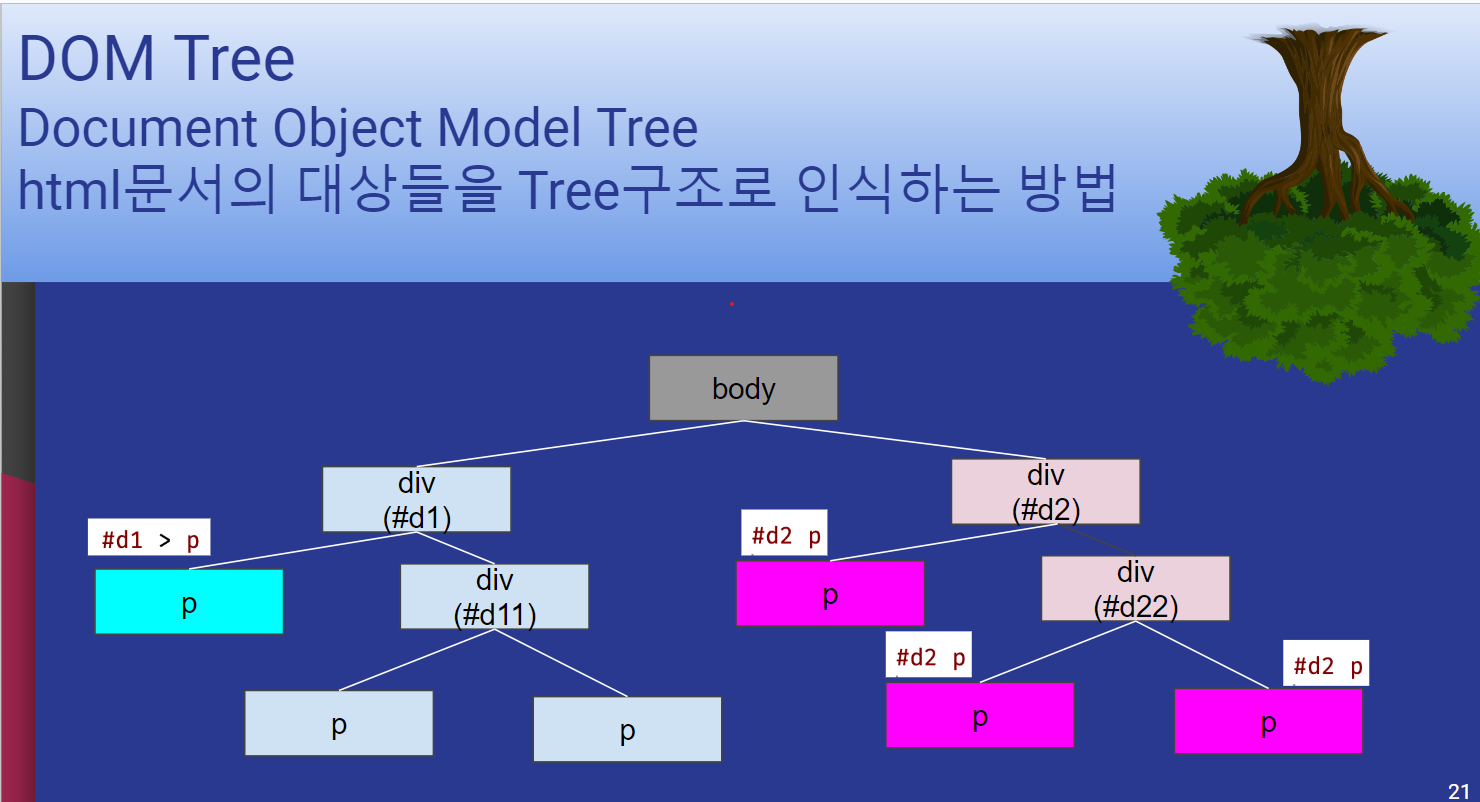 DOM Tree
Document Object Model Tree
html문서의 대상들을 Tree구조로 인식하는 방법
body
div
(#d1)
div
(#d2)
#d1 > p
#d2 p
p
div
(#d11)
p
div
(#d22)
#d2 p
#d2 p
p
p
p
p
21